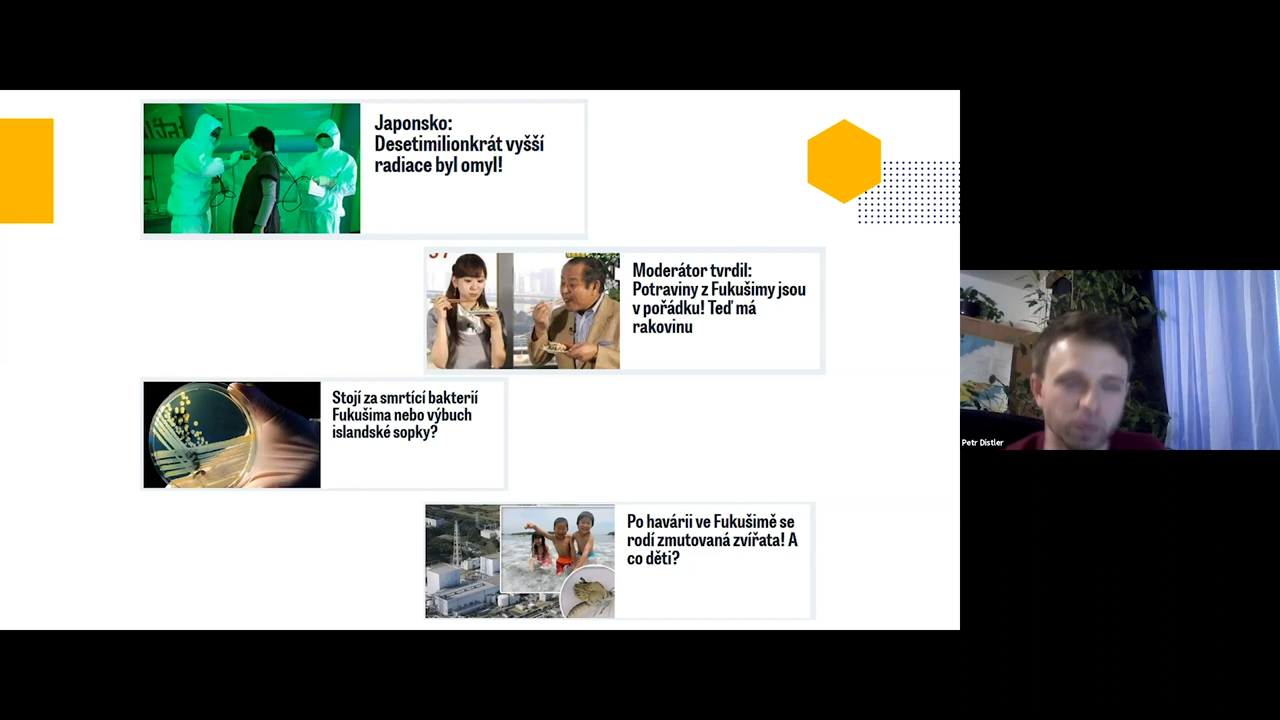 Japonsko:
Desetimilionkrát vyšší
radiace byl omyl!
Moderátor tvrdil:
Potraviny z Fukušimy jsou
v pořádku! Teď má
rakovinu
Stojí za smrtící bakterií
Fukušima nebo výbuch
islandské sopky?
Po havárii ve Fukušimě se
rodí zmutovaná zvířata! A
co děti?
Petr Distler